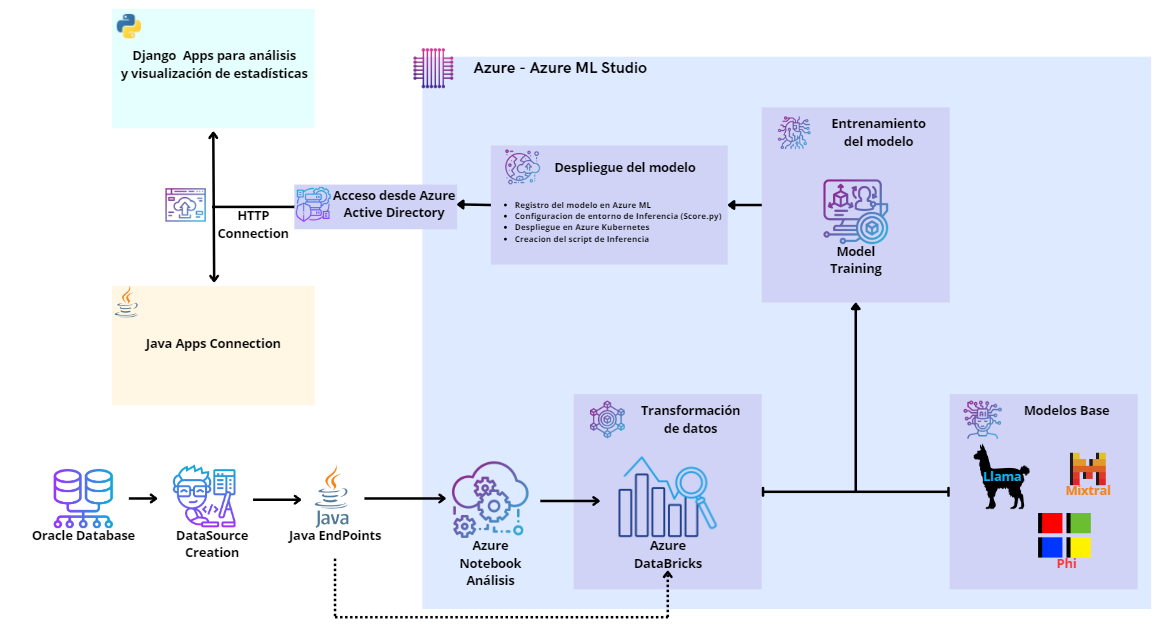 Django Apps para análisis
y visualización de estadísticas
Azure - Azure ML Studio
Entrenamiento
del modelo
Model
Training
Despliegue del modelo
Registro del modelo en Azure ML
Configuracion de entorno de Inferencia (Score.py)
Despliegue en Azure Kubernetes
Creacion del script de Inferencia
Acceso desde Azure
Active Directory
HTTP
Connection
Java Apps Connection
Oracle Database
DataSource
Creation
Java
Java EndPoints
Azure
Notebook
Análisis
Transformación
de datos
Azure
DataBricks
Modelos Base
AI
Llama
Mixtral
Phi